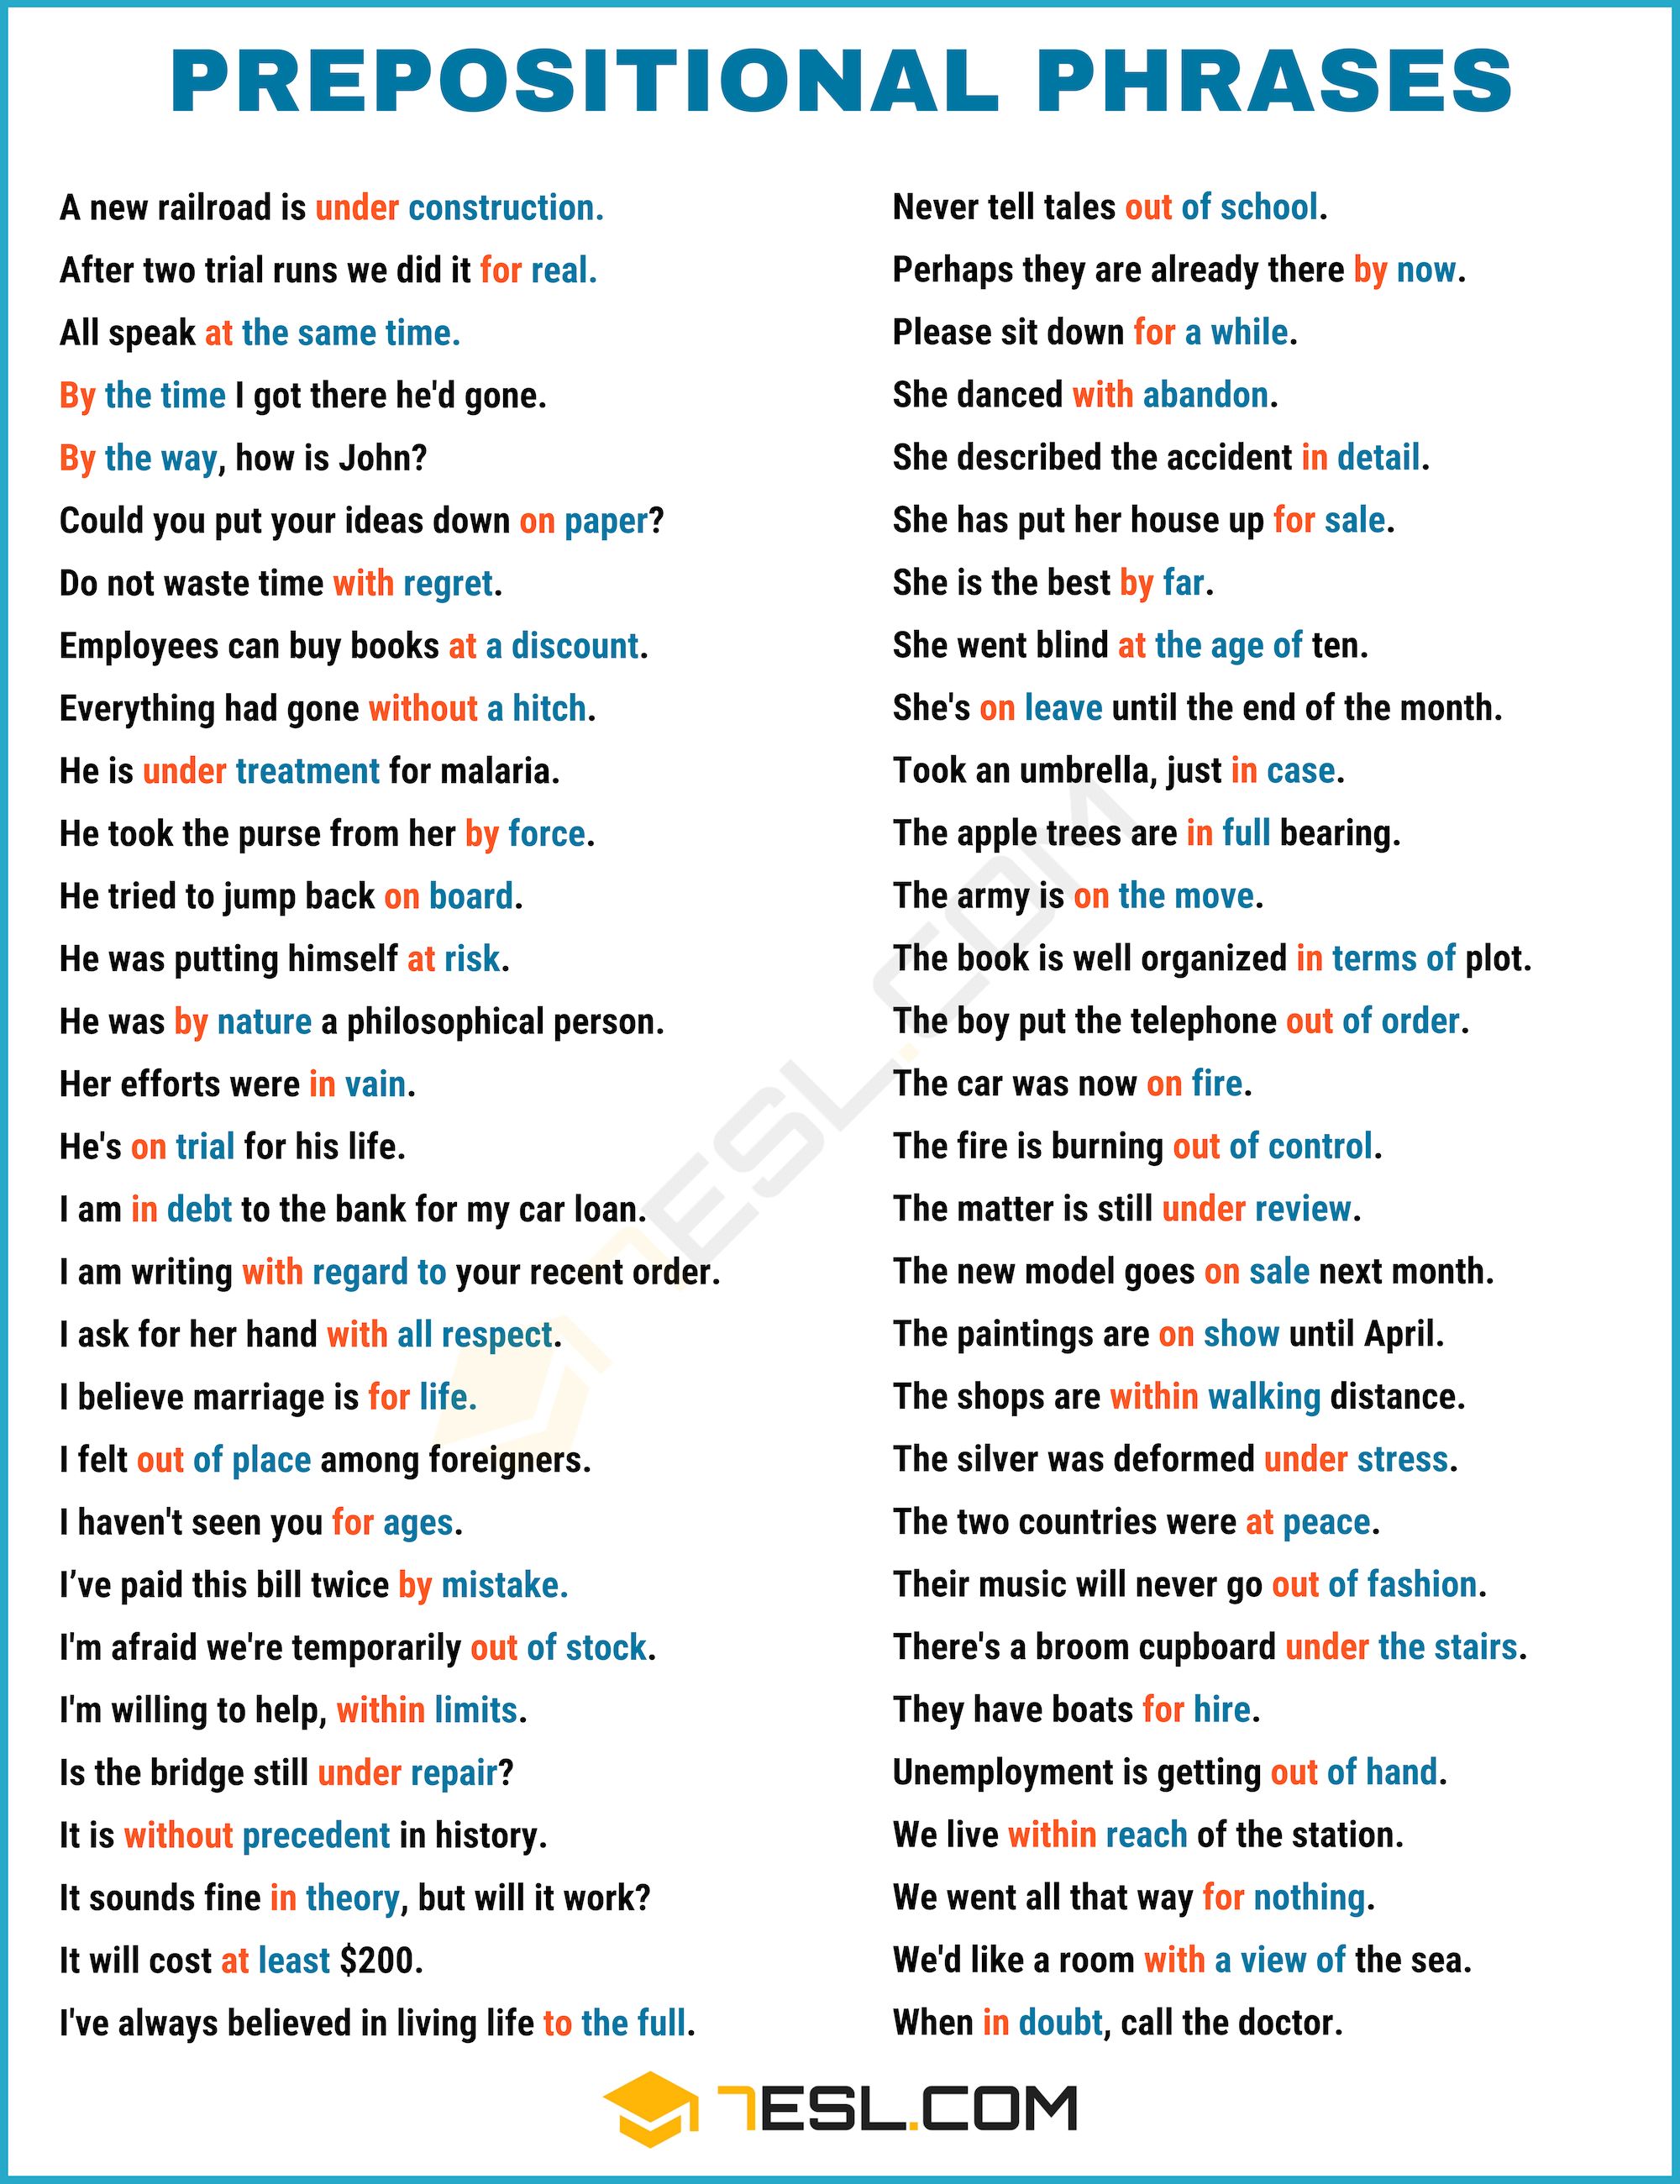 PREPOSITIONAL PHRASES
A new railroad is under construction.
After two trial runs we did it for real.
All speak at the same time.
By the time I got there he'd gone.
By the way, how is John?
Could you put your ideas down on paper?
Do not waste time with regret.
Employees can buy books at a discount.
Everything had gone without a hitch.
He is under treatment for malaria.
He took the purse from her by force.
He tried to jump back on board.
He was putting himself at risk.
He was by nature a philosophical person.
Her efforts were in vain.
He's on trial for his life.
I am in debt to the bank for my car loan.
I am writing with regard to your recent order.
I ask for her hand with all respect.
I believe marriage is for life.
I felt out of place among foreigners.
I haven't seen you for ages.
I’ve paid this bill twice by mistake.
I'm afraid we're temporarily out of stock.
I'm willing to help, within limits.
Is the bridge still under repair?
It is without precedent in history.
It sounds fine in theory, but will it work?
It will cost at least $200.
I've always believed in living life to the full.
Never tell tales out of school.
Perhaps they are already there by now.
Please sit down for a while.
She danced with abandon.
She described the accident in detail.
She has put her house up for sale.
She is the best by far.
She went blind at the age of ten.
She's on leave until the end of the month.
Took an umbrella, just in case.
The apple trees are in full bearing.
The army is on the move.
The book is well organized in terms of plot.
The boy put the telephone out of order.
The car was now on fire.
The fire is burning out of control.
The matter is still under review.
The new model goes on sale next month.
The paintings are on show until April.
The shops are within walking distance.
The silver was deformed under stress.
The two countries were at peace.
Their music will never go out of fashion.
There's a broom cupboard under the stairs.
They have boats for hire.
Unemployment is getting out of hand.
We live within reach of the station.
We went all that way for nothing.
We'd like a room with a view of the sea.
When in doubt, call the doctor.
7ESL.COM
7ESL.COM